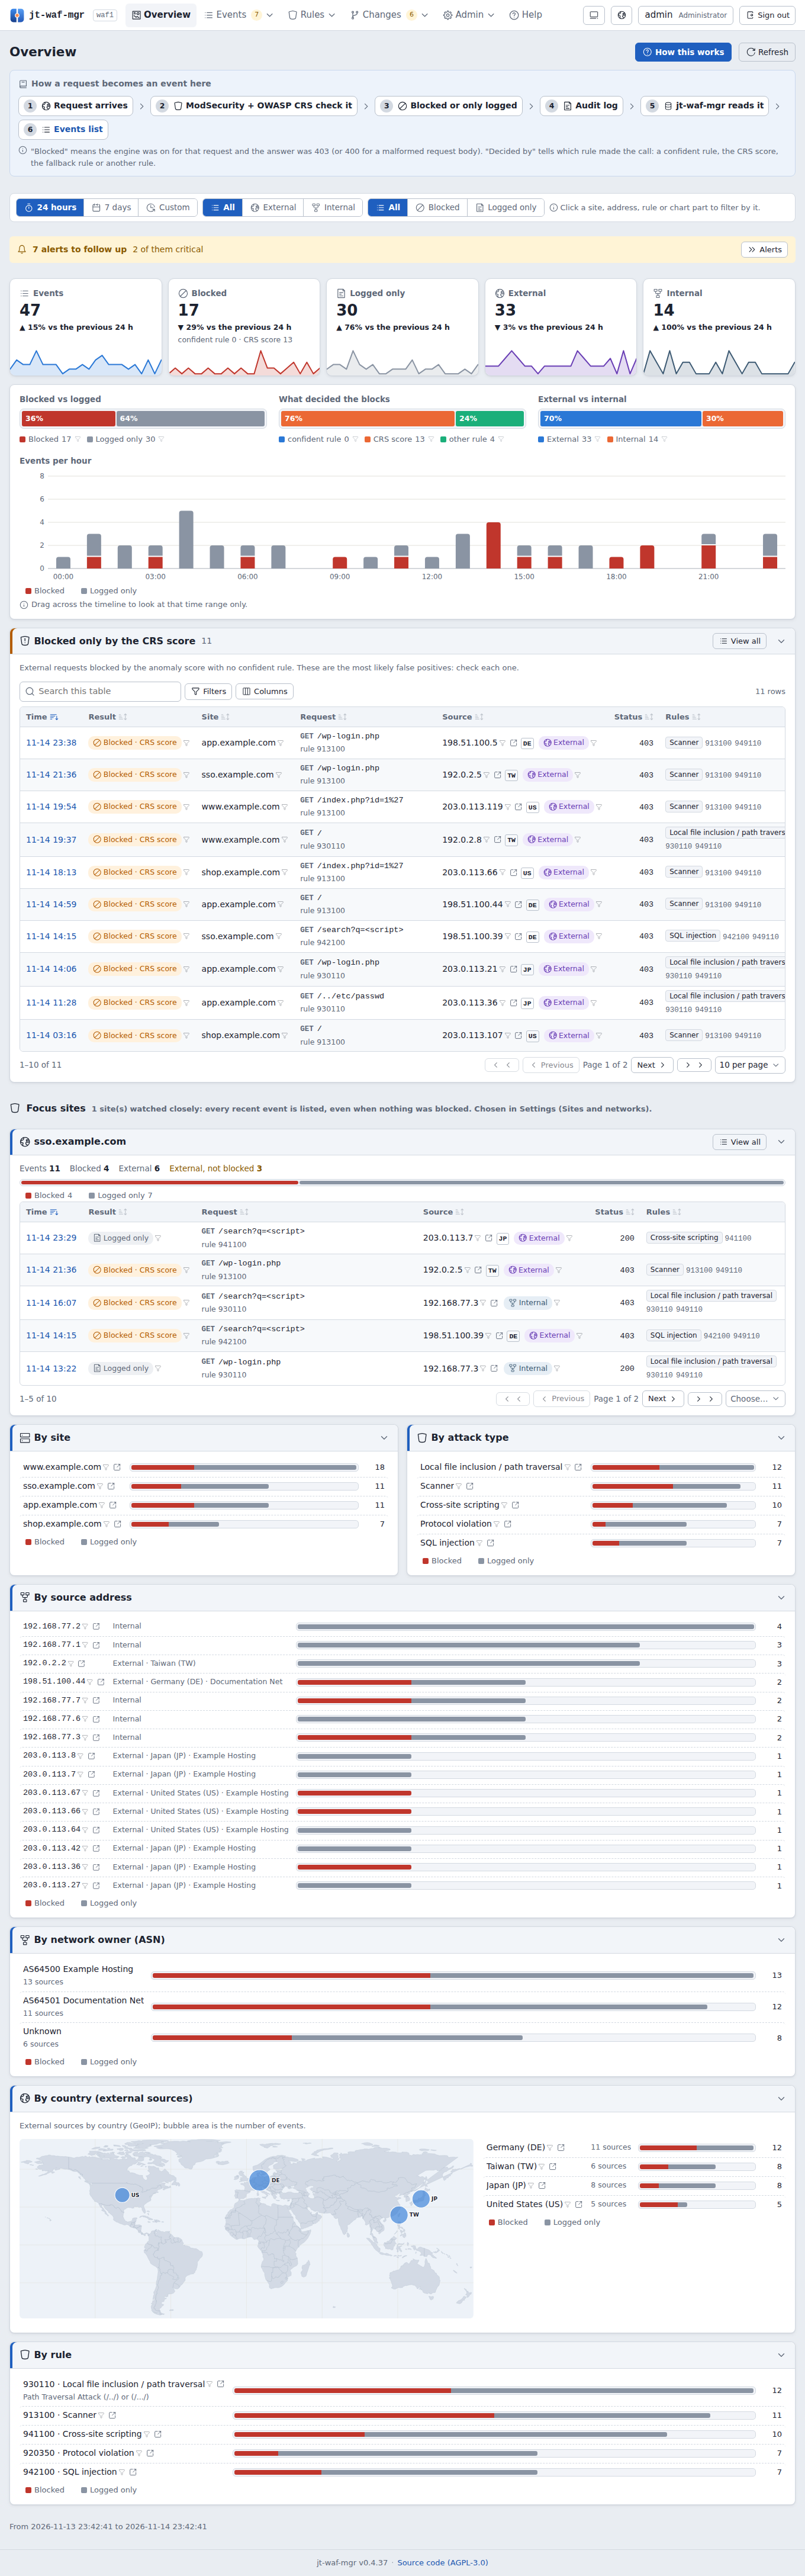 jt-waf-mgr waf1 Overview Events 7 Rules Changes 6 Admin Help admin Administrator Sign out
Overview How this works Refresh
How a request becomes an event here
1 Request arrives 2 ModSecurity + OWASP CRS check it 3 Blocked or only logged 4 Audit log 5 jt-waf-mgr reads it
6 Events list
"Blocked" means the engine was on for that request and the answer was 403 (or 400 for a malformed request body). "Decided by" tells which rule made the call: a confident rule, the CRS score,
the fallback rule or another rule.
24 hours 7 days Custom All External Internal All Blocked Logged only Click a site, address, rule or chart part to filter by it.
7 alerts to follow up 2 of them critical Alerts
Events Blocked Logged only External Internal
47 17 30 33 14
▲ 15% vs the previous 24 h ▼ 29% vs the previous 24 h ▲ 76% vs the previous 24 h ▼ 3% vs the previous 24 h ▲ 100% vs the previous 24 h
confident rule 0 · CRS score 13
Blocked vs logged What decided the blocks External vs internal
36% 64% 76% 24% 70% 30%
Blocked 17 Logged only 30 confident rule 0 CRS score 13 other rule 4 External 33 Internal 14
Events per hour
8
6
4
2
0
00:00 03:00 06:00 09:00 12:00 15:00 18:00 21:00
Blocked Logged only
Drag across the timeline to look at that time range only.
Blocked only by the CRS score 11 View all
External requests blocked by the anomaly score with no confident rule. These are the most likely false positives: check each one.
Search this table Filters Columns 11 rows
Time Result Site Request Source Status Rules
11-14 23:38 Blocked · CRS score app.example.com GET /wp-login.php rule 913100 198.51.100.5 DE External 403 Scanner 913100 949110
11-14 21:36 Blocked · CRS score sso.example.com GET /wp-login.php rule 913100 192.0.2.5 TW External 403 Scanner 913100 949110
11-14 19:54 Blocked · CRS score www.example.com GET /index.php?id=1%27 rule 913100 203.0.113.119 US External 403 Scanner 913100 949110
11-14 19:37 Blocked · CRS score www.example.com GET / rule 930110 192.0.2.8 TW External 403 Local file inclusion / path travers 930110 949110
11-14 18:13 Blocked · CRS score shop.example.com GET /index.php?id=1%27 rule 913100 203.0.113.66 US External 403 Scanner 913100 949110
11-14 14:59 Blocked · CRS score app.example.com GET / rule 913100 198.51.100.44 DE External 403 Scanner 913100 949110
11-14 14:15 Blocked · CRS score sso.example.com GET /search?q=<script> rule 942100 198.51.100.39 DE External 403 SQL injection 942100 949110
11-14 14:06 Blocked · CRS score app.example.com GET /wp-login.php rule 930110 203.0.113.21 JP External 403 Local file inclusion / path travers 930110 949110
11-14 11:28 Blocked · CRS score app.example.com GET /../etc/passwd rule 930110 203.0.113.36 JP External 403 Local file inclusion / path travers 930110 949110
11-14 03:16 Blocked · CRS score shop.example.com GET / rule 913100 203.0.113.107 US External 403 Scanner 913100 949110
1–10 of 11 Previous Page 1 of 2 Next 10 per page
Focus sites 1 site(s) watched closely: every recent event is listed, even when nothing was blocked. Chosen in Settings (Sites and networks).
sso.example.com View all
Events 11 Blocked 4 External 6 External, not blocked 3
Blocked 4 Logged only 7
Time Result Request Source Status Rules
11-14 23:29 Logged only GET /search?q=<script> rule 941100 203.0.113.7 JP External 200 Cross-site scripting 941100
11-14 21:36 Blocked · CRS score GET /wp-login.php rule 913100 192.0.2.5 TW External 403 Scanner 913100 949110
11-14 16:07 Blocked · CRS score GET /search?q=<script> rule 930110 192.168.77.3 Internal 403 Local file inclusion / path traversal 930110 949110
11-14 14:15 Blocked · CRS score GET /search?q=<script> rule 942100 198.51.100.39 DE External 403 SQL injection 942100 949110
11-14 13:22 Logged only GET /wp-login.php rule 930110 192.168.77.3 Internal 200 Local file inclusion / path traversal 930110 949110
1–5 of 10 Previous Page 1 of 2 Next Choose...
By site
www.example.com 18
sso.example.com 11
app.example.com 11
shop.example.com 7
Blocked Logged only
By attack type
Local file inclusion / path traversal 12
Scanner 11
Cross-site scripting 10
Protocol violation 7
SQL injection 7
Blocked Logged only
By source address
192.168.77.2 Internal 4
192.168.77.1 Internal 3
192.0.2.2 External · Taiwan (TW) 3
198.51.100.44 External · Germany (DE) · Documentation Net 2
192.168.77.7 Internal 2
192.168.77.6 Internal 2
192.168.77.3 Internal 2
203.0.113.8 External · Japan (JP) · Example Hosting 1
203.0.113.7 External · Japan (JP) · Example Hosting 1
203.0.113.67 External · United States (US) · Example Hosting 1
203.0.113.66 External · United States (US) · Example Hosting 1
203.0.113.64 External · United States (US) · Example Hosting 1
203.0.113.42 External · Japan (JP) · Example Hosting 1
203.0.113.36 External · Japan (JP) · Example Hosting 1
203.0.113.27 External · Japan (JP) · Example Hosting 1
Blocked Logged only
By network owner (ASN)
AS64500 Example Hosting
13 sources 13
AS64501 Documentation Net
11 sources 12
Unknown
6 sources 8
Blocked Logged only
By country (external sources)
External sources by country (GeoIP); bubble area is the number of events.
US DE JP TW
Germany (DE) 11 sources 12
Taiwan (TW) 6 sources 8
Japan (JP) 8 sources 8
United States (US) 5 sources 5
Blocked Logged only
By rule
930110 · Local file inclusion / path traversal
Path Traversal Attack (/../) or (/.../) 12
913100 · Scanner 11
941100 · Cross-site scripting 10
920350 · Protocol violation 7
942100 · SQL injection 7
Blocked Logged only
From 2026-11-13 23:42:41 to 2026-11-14 23:42:41
jt-waf-mgr v0.4.37 · Source code (AGPL-3.0)